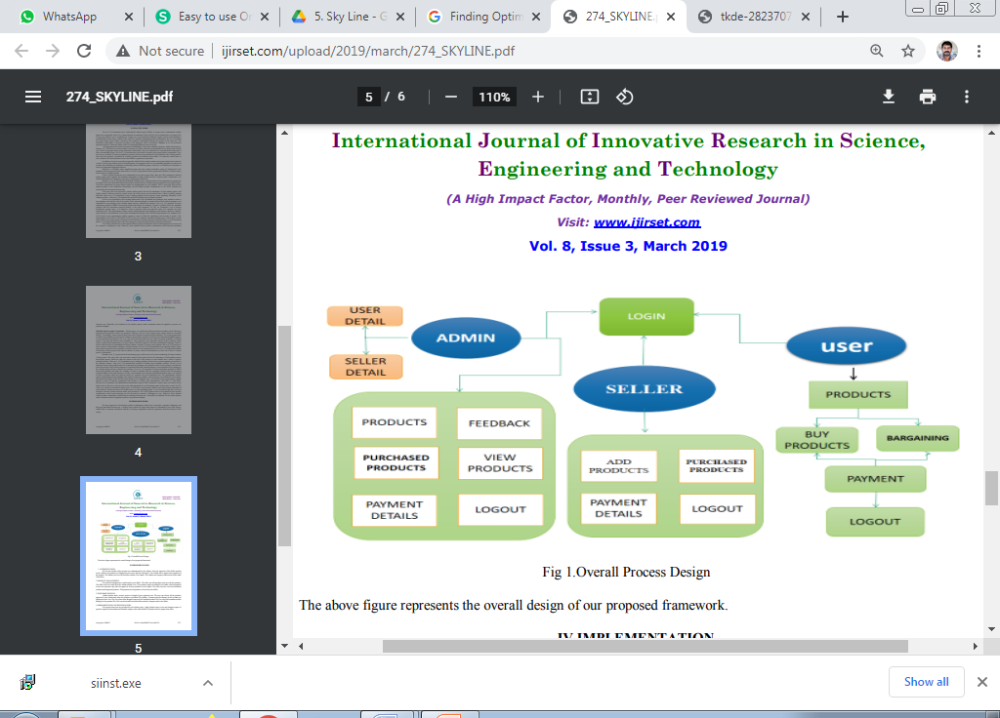 WhatsApp
Easy to use O
5. Sky Line - G
Finding Optim
274_SKYLINE.
tkde-2823707
Not secure
ijirset.com/upload/2019/march/274_SKYLINE.pdf
274_SKYLINE.pdf
5 / 6
110%
3
4
5
International Journal of Innovative Research in Science,
Engineering and Technology
(A High Impact Factor, Monthly, Peer Reviewed Journal)
Visit: www.ijirset.com
Vol. 8, Issue 3, March 2019
USER
DETAIL
ADMIN
SELLER
DETAIL
LOGIN
SELLER
user
PRODUCTS
FEEDBACK
PURCHASED
PRODUCTS
VIEW
PRODUCTS
PAYMENT
DETAILS
LOGOUT
ADD
PRODUCTS
PURCHASED
PRODUCTS
PAYMENT
DETAILS
LOGOUT
PRODUCTS
BUY
PRODUCTS
BARGAINING
PAYMENT
LOGOUT
Fig 1.Overall Process Design
The above figure represents the overall design of our proposed framework.
IV IMPLEMENTATION
siinst.exe
Show all